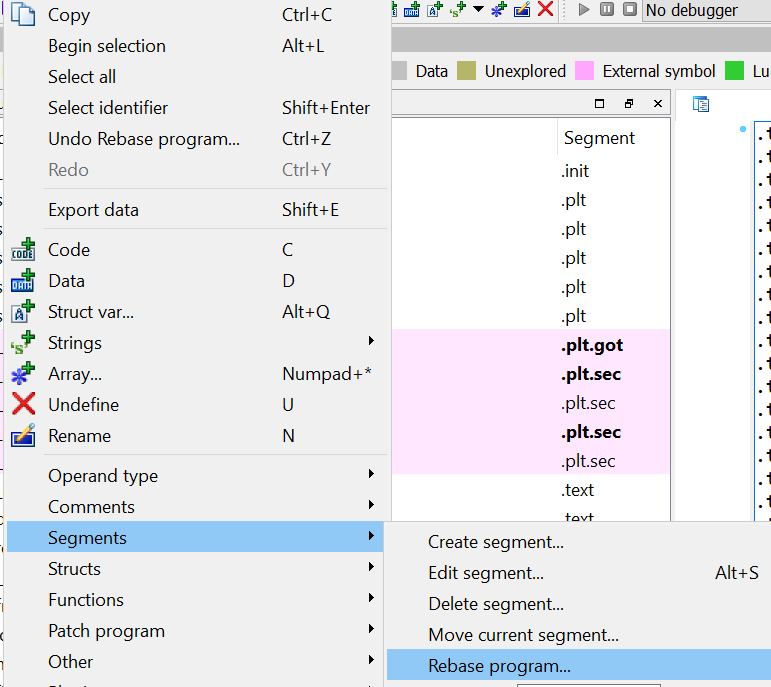 Copy Ctrl+C
No debugger
Begin selection Alt+L
Select all
Data Unexplored External symbol Lu
Select identifier Shift+Enter
Undo Rebase program... Ctrl+Z
Segment
Redo Ctrl+Y
.init
.plt
Export data Shift+E
.plt
Code C
.plt
Data D
.plt
Struct var... Alt+Q
.plt
Strings
.plt.got
Array... Numpad+*
.plt.sec
Undefine U
.plt.sec
Rename N
.plt.sec
.plt.sec
Operand type
.text
Comments
.text
Segments
Create segment...
Structs
Edit segment... Alt+S
Functions
Delete segment...
Patch program
Move current segment...
Other
Rebase program...